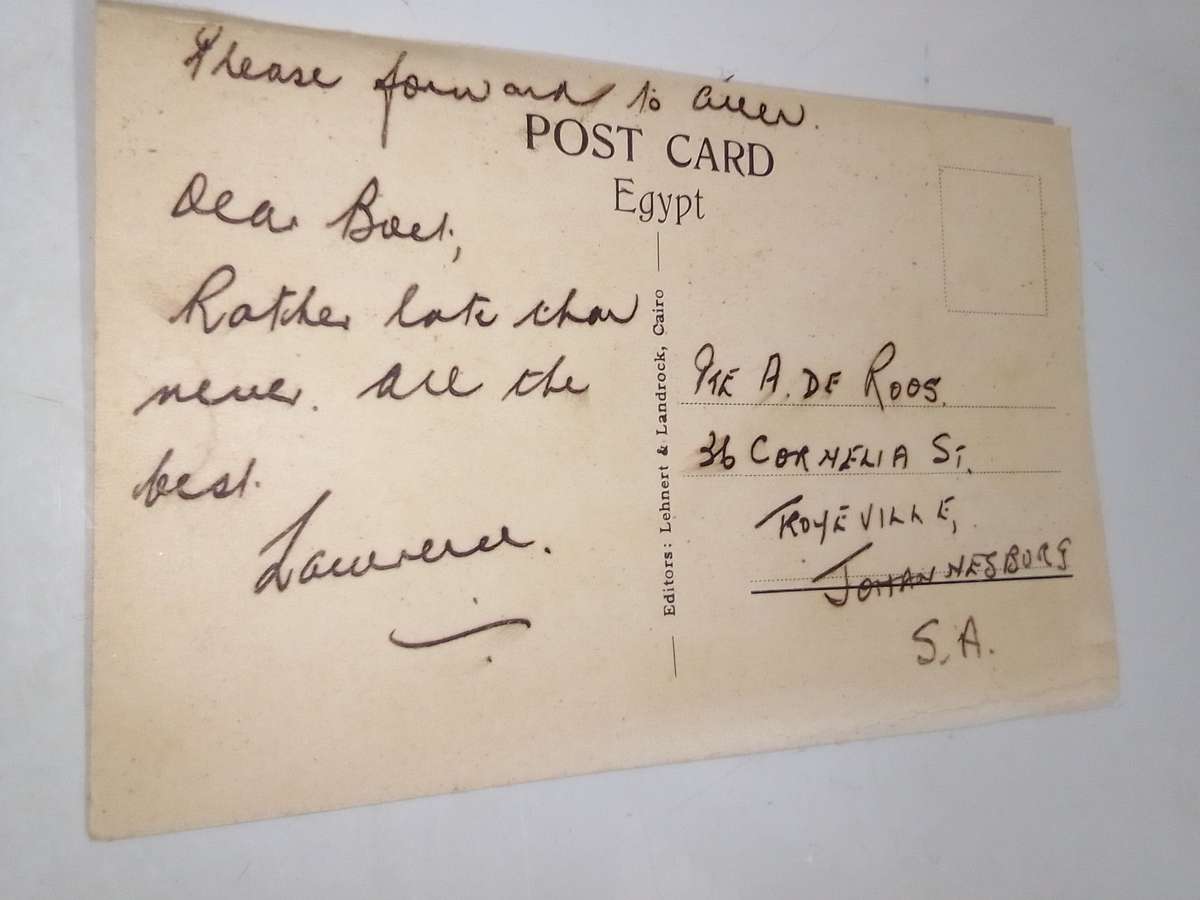 Please forward to
POST CARD
Egypt
Dear Boet,
Rather late than
never. All the
best.
Lawrence.
Editors: Lehnert & Landrock, Cairo
PTE A. DE ROOS.
36 CORNELIA ST.
TROYEVILLE,
JOHANNESBURG
S.A.